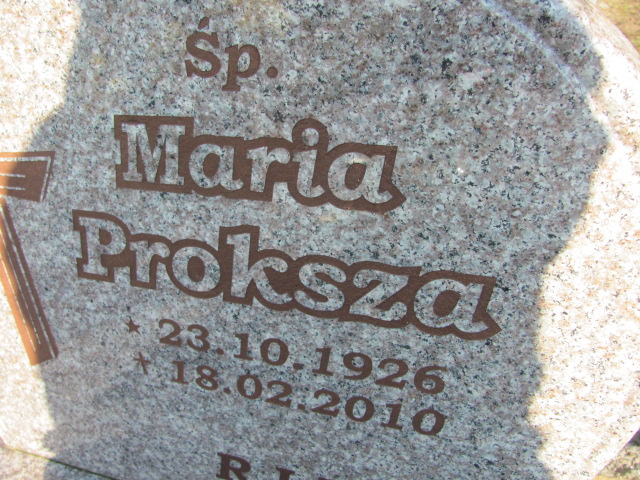 Śp.
Maria
Proksza
* 23.10.1926
+ 18.02.2010